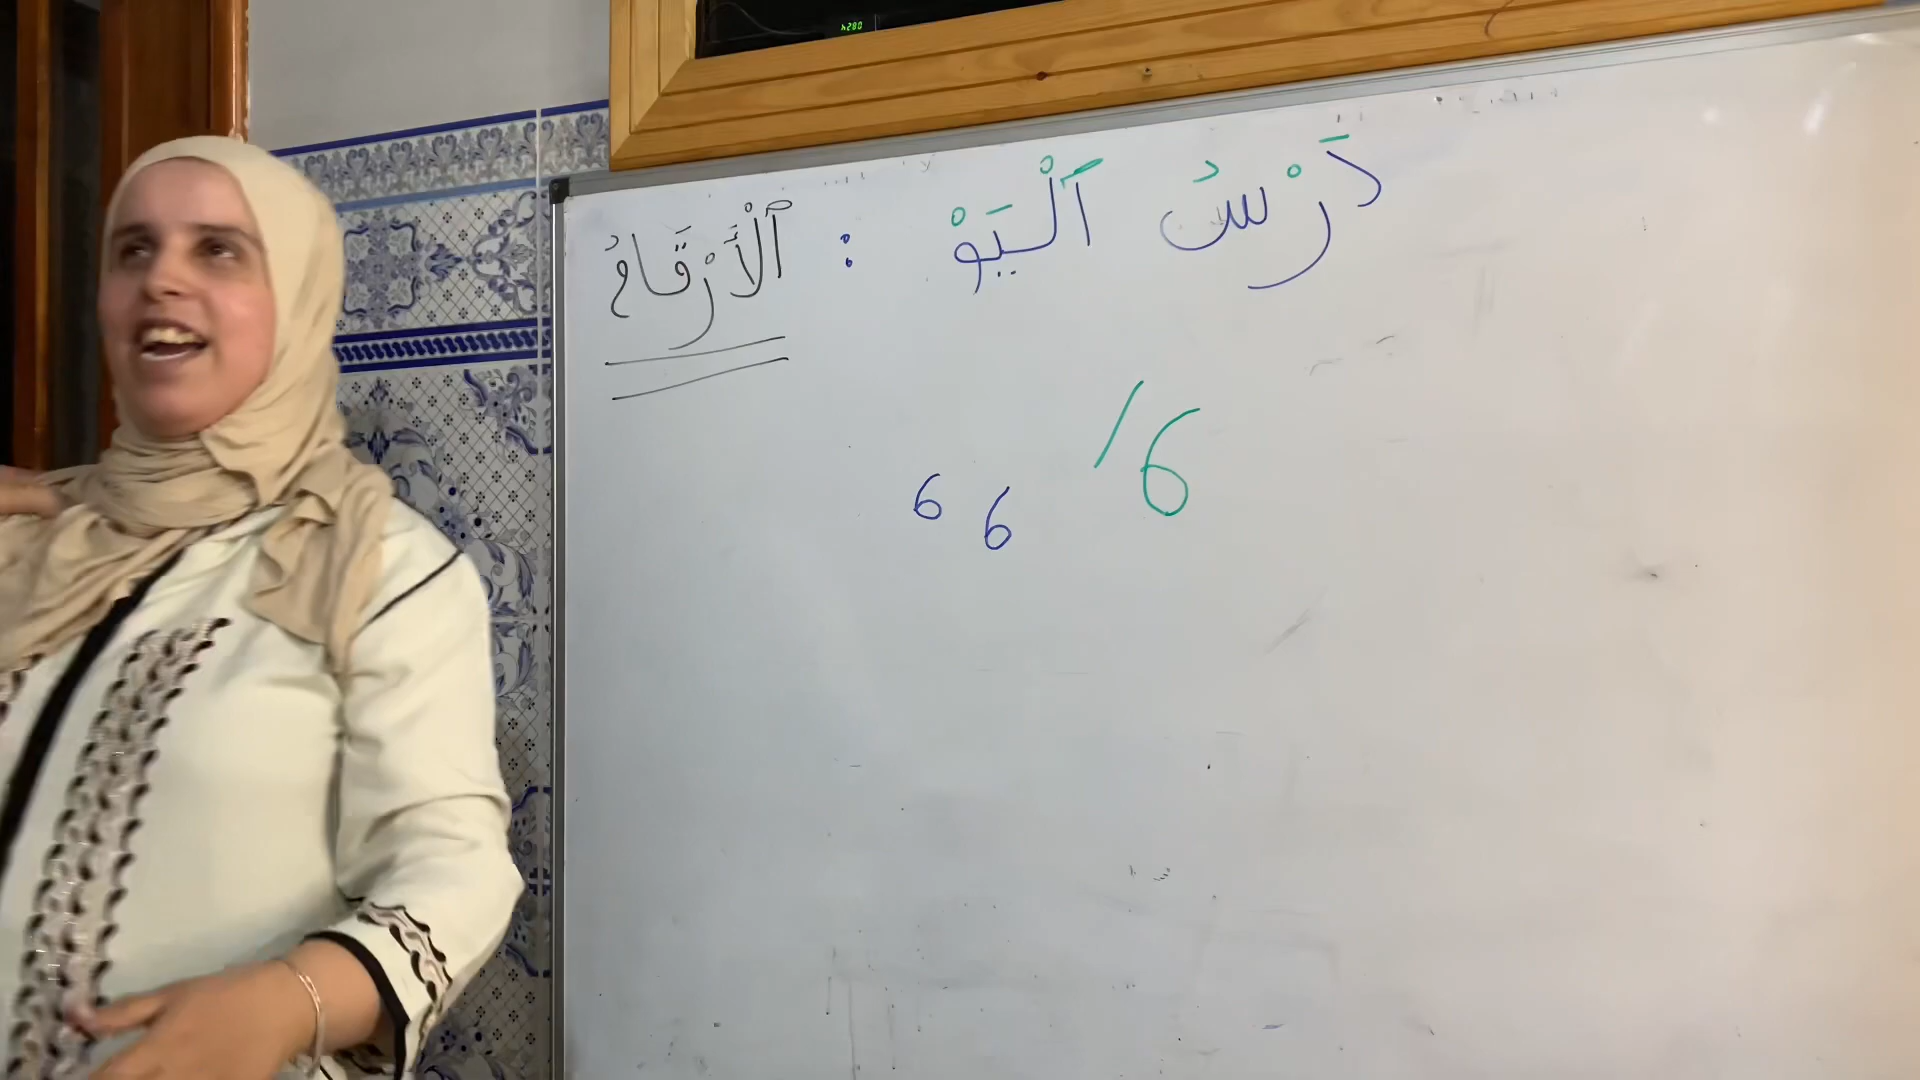 دَرْسُ ٱلْيَوْ : ٱلْأَرْقَامُ
6 6 / 6